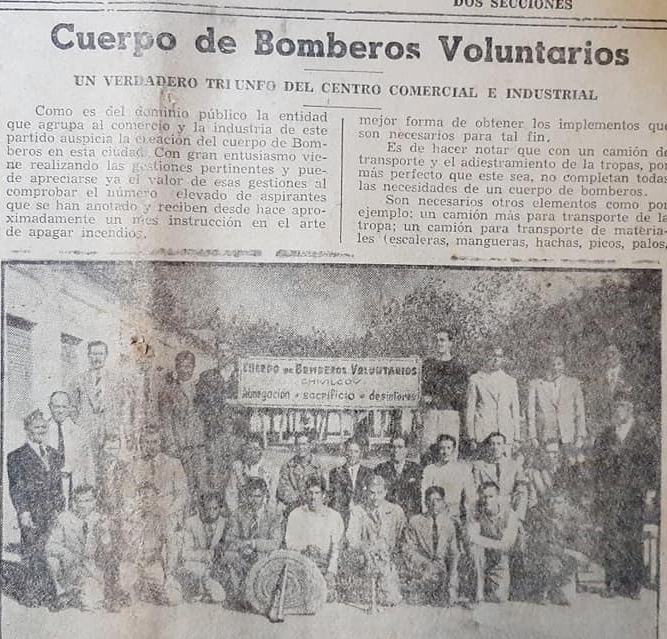 DOS SECCIONES
Cuerpo de Bomberos Voluntarios
UN VERDADERO TRIUNFO DEL CENTRO COMERCIAL E INDUSTRIAL
Como es del dominio público la entidad
que agrupa al comercio y la industria de este
partido auspicia la creación del cuerpo de Bom-
beros en esta ciudad. Con gran entusiasmo vie-
ne realizando las gestiones pertinentes y pue-
de apreciarse ya el valor de esas gestiones al
comprobar el número elevado de aspirantes
que se han anotado y reciben desde hace apro-
ximadamente un mes instrucción en el arte
de apagar incendios.
mejor forma de obtener los implementos que
son necesarios para tal fin.
Es de hacer notar que con un camión de
transporte y el adiestramiento de la tropas, por
más perfecto que este sea, no completan todas
las necesidades de un cuerpo de bomberos.
Son necesarios otros elementos como por
ejemplo: un camión más para transporte de la
tropa; un camión para transporte de materia-
les (escaleras, mangueras, hachas, picos, palos,
CUERPO DE BOMBEROS VOLUNTARIOS
CHIVILCOY
Abnegación - sacrificio - desinteres